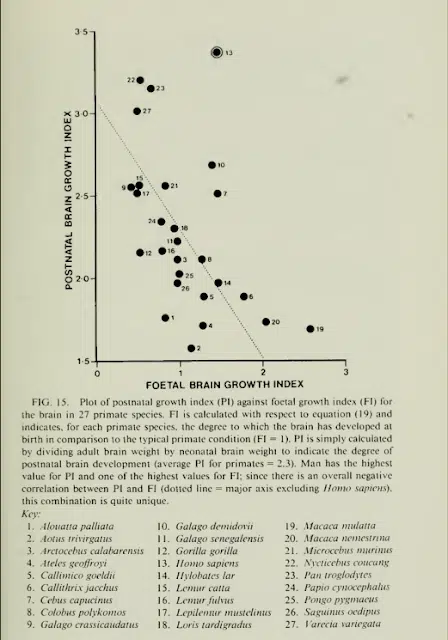 3·5
13
22
23
3·0
27
10
15
9
21
17
7
2·5
24
18
11
16
12
3
8
2·0
25
26
14
5
6
1
4
20
19
2
1·5
0
1
2
3
POSTNATAL BRAIN GROWTH INDEX
FOETAL BRAIN GROWTH INDEX
FIG. 15. Plot of postnatal growth index (PI) against foetal growth index (FI) for
the brain in 27 primate species. FI is calculated with respect to equation (19) and
indicates, for each primate species, the degree to which the brain has developed at
birth in comparison to the typical primate condition (FI = 1). PI is simply calculated
by dividing adult brain weight by neonatal brain weight to indicate the degree of
postnatal brain development (average PI for primates = 2.3). Man has the highest
value for PI and one of the highest values for FI; since there is an overall negative
correlation between PI and FI (dotted line = major axis excluding Homo sapiens),
this combination is quite unique.
Key:
1. Alouatta palliata
2. Aotus trivirgatus
3. Arctocebus calabarensis
4. Ateles geoffroyi
5. Callimico goeldii
6. Callithrix jacchus
7. Cebus capucinus
8. Colobus polykomos
9. Galago crassicaudatus
10. Galago demidovii
11. Galago senegalensis
12. Gorilla gorilla
13. Homo sapiens
14. Hylobates lar
15. Lemur catta
16. Lemur fulvus
17. Lepilemur mustelinus
18. Loris tardigradus
19. Macaca mulatta
20. Macaca nemestrina
21. Microcebus murinus
22. Nycticebus coucang
23. Pan troglodytes
24. Papio cynocephalus
25. Pongo pygmaeus
26. Saguinus oedipus
27. Varecia variegata